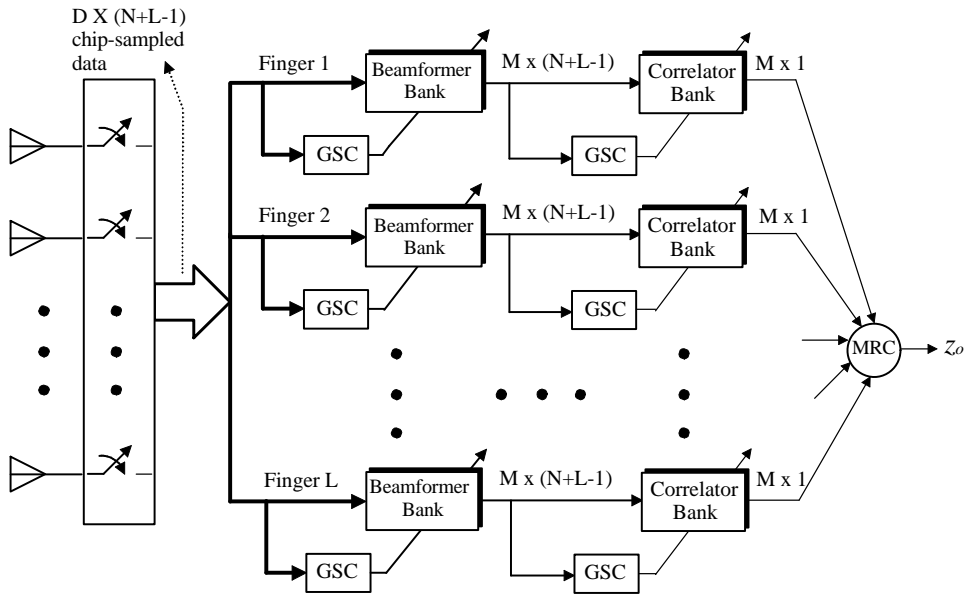 D X (N+L-1)
chip-sampled
data
Finger 1
Beamformer
Bank
M x (N+L-1)
Correlator
Bank
M x 1
GSC
GSC
Finger 2
Beamformer
Bank
M x (N+L-1)
Correlator
Bank
M x 1
GSC
GSC
MRC
zo
Finger L
Beamformer
Bank
M x (N+L-1)
Correlator
Bank
M x 1
GSC
GSC